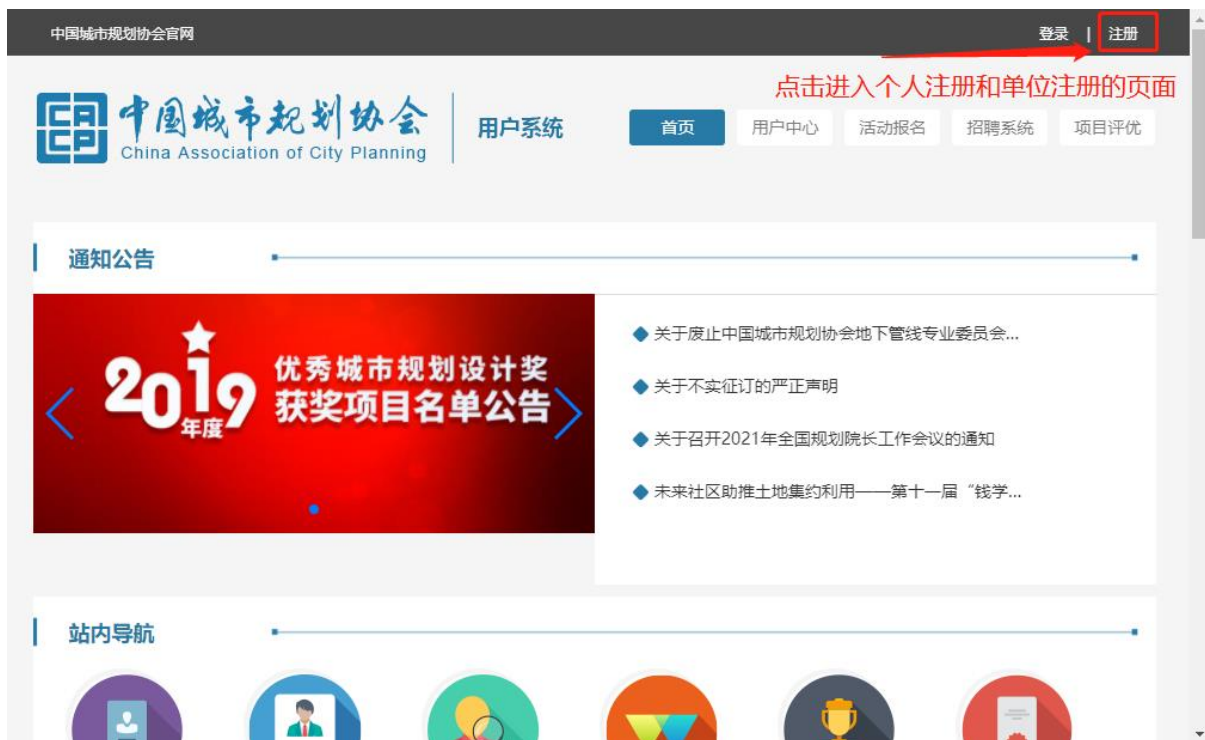 中国城市规划协会官网
登录 | 注册
点击进入个人注册和单位注册的页面
CACP
中国城市规划协会
China Association of City Planning
用户系统
首页 用户中心 活动报名 招聘系统 项目评优
通知公告
2019年度
优秀城市规划设计奖
获奖项目名单公告
关于废止中国城市规划协会地下管线专业委员会...
关于不实征订的严正声明
关于召开2021年全国规划院长工作会议的通知
未来社区助推土地集约利用——第十一届“钱学...
站内导航